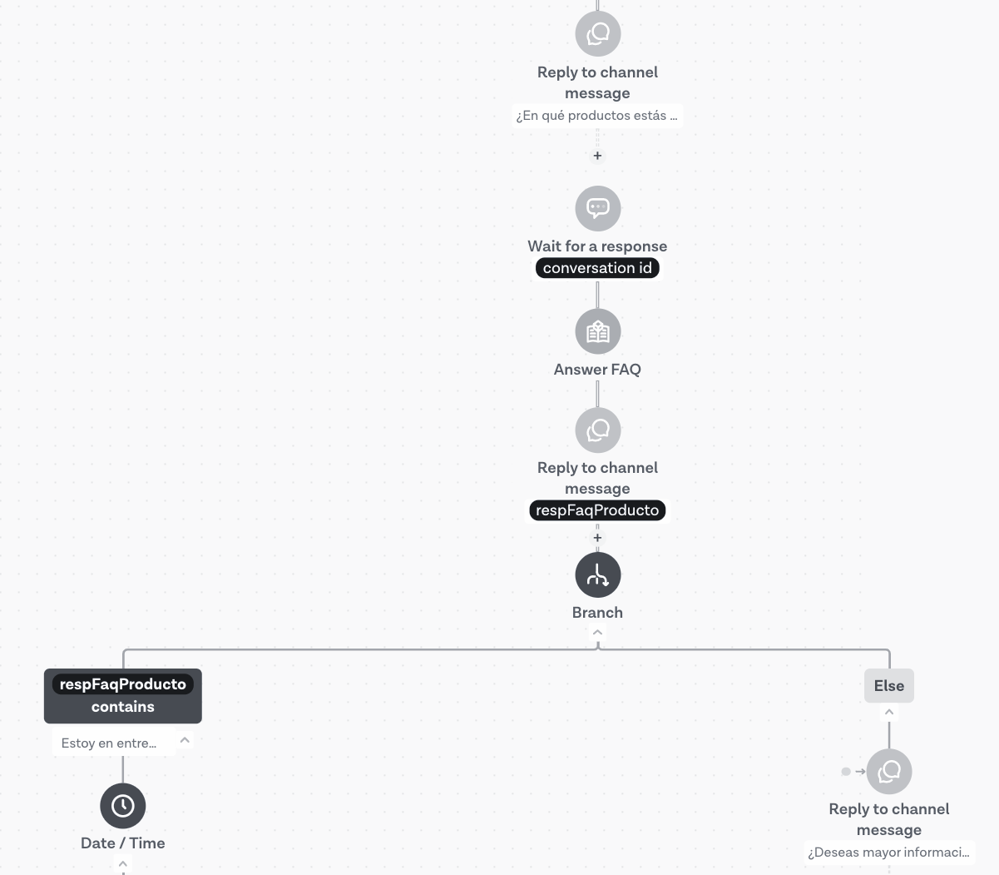 Reply to channel
message
¿En qué productos estás ...
+
Wait for a response
conversation id
Answer FAQ
Reply to channel
message
respFaqProducto
+
Branch
respFaqProducto
contains
Estoy en entre...
Date / Time
Else
Reply to channel
message
¿Deseas mayor informaci...